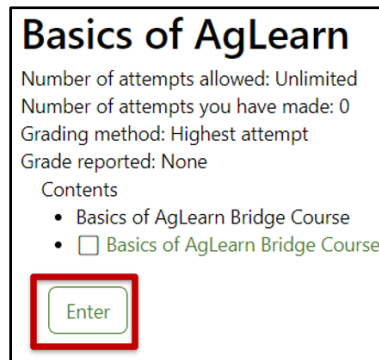 Basics of AgLearn
Number of attempts allowed: Unlimited
Number of attempts you have made: 0
Grading method: Highest attempt
Grade reported: None
Contents
• Basics of AgLearn Bridge Course
• ☐ Basics of AgLearn Bridge Course
Enter